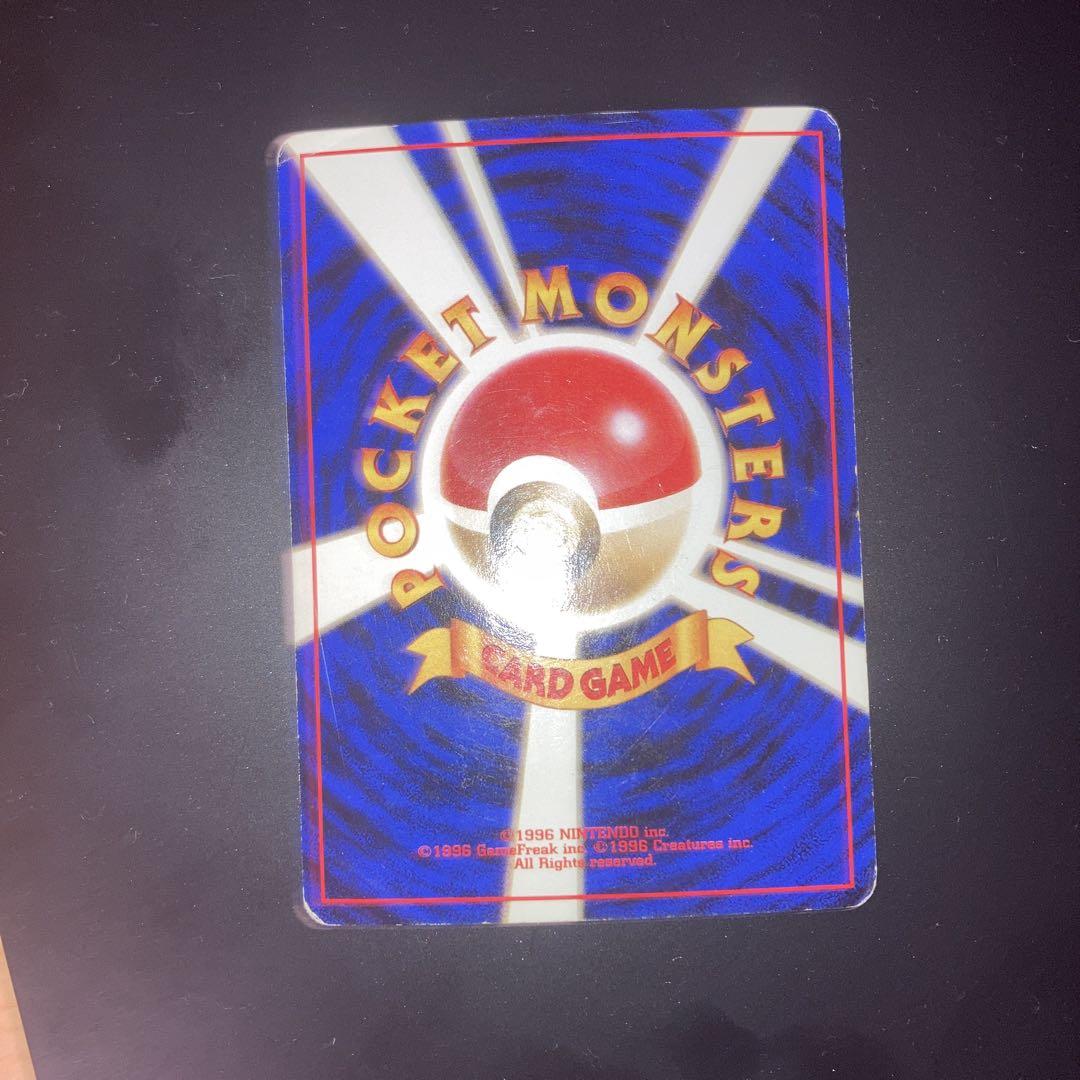 POCKET MONSTERS
CARD GAME
©1996 NINTENDO inc.
©1996 GameFreak inc. ©1996 Creatures inc.
All Rights reserved.